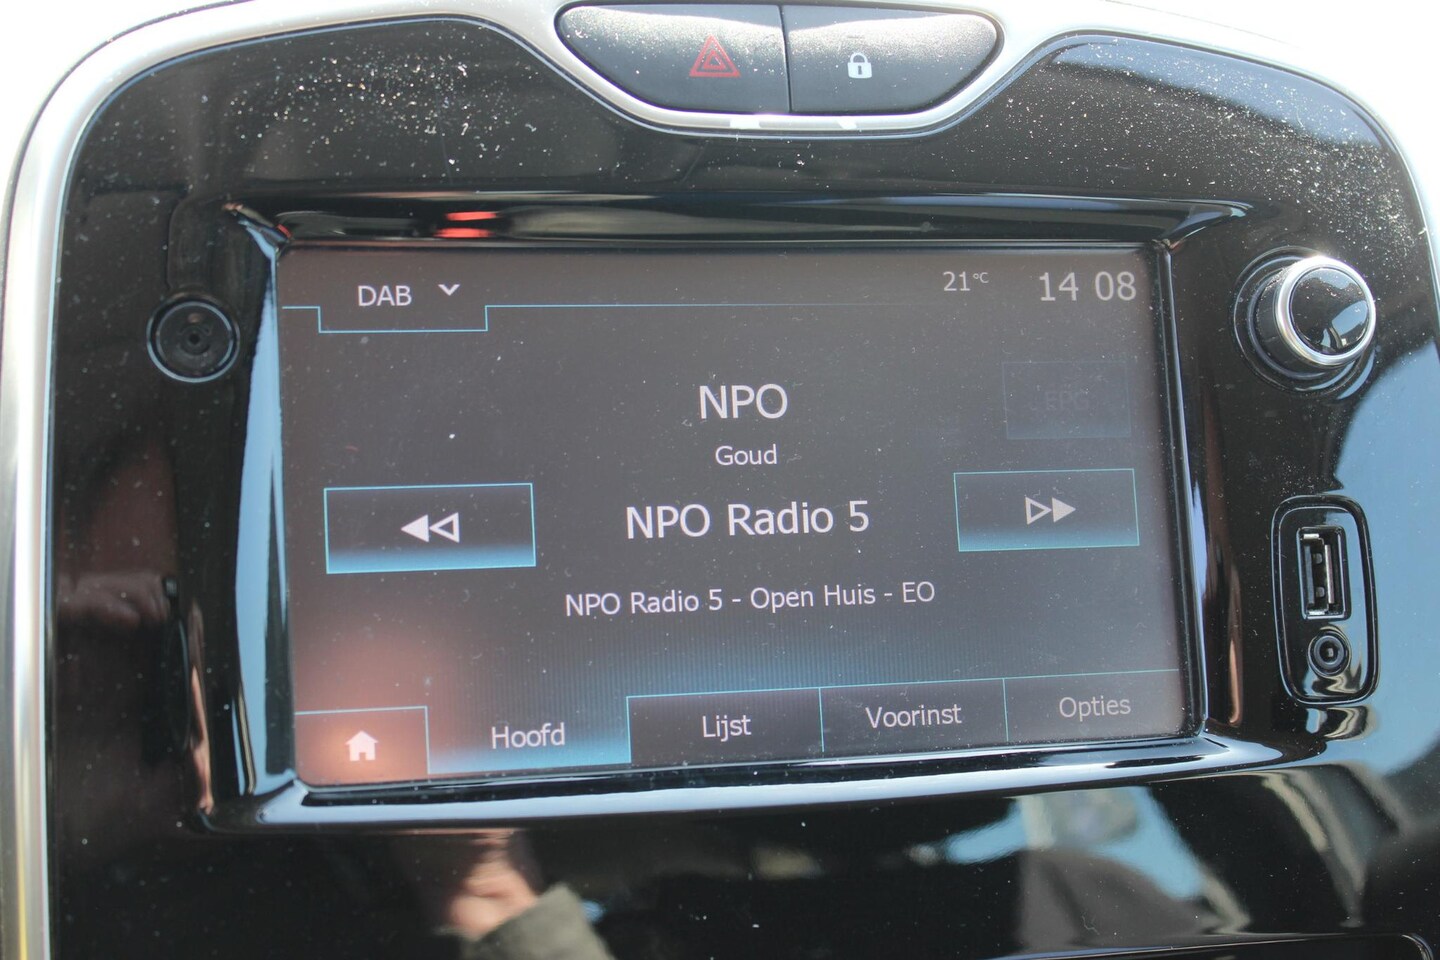 DAB
21°C
14 08
NPO
EPG
Goud
NPO Radio 5
NPO Radio 5 - Open Huis - EO
Hoofd
Lijst
Voorinst
Opties